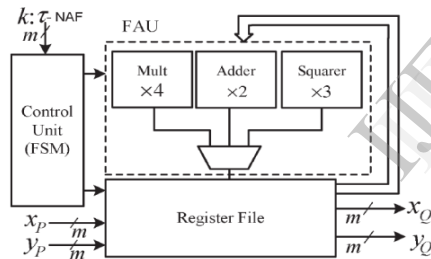 k: τ-NAF
m
FAU
Mult
×4
Adder
×2
Squarer
×3
Control
Unit
(FSM)
Register File
x_P
m
y_P
m
m
x_Q
m
y_Q